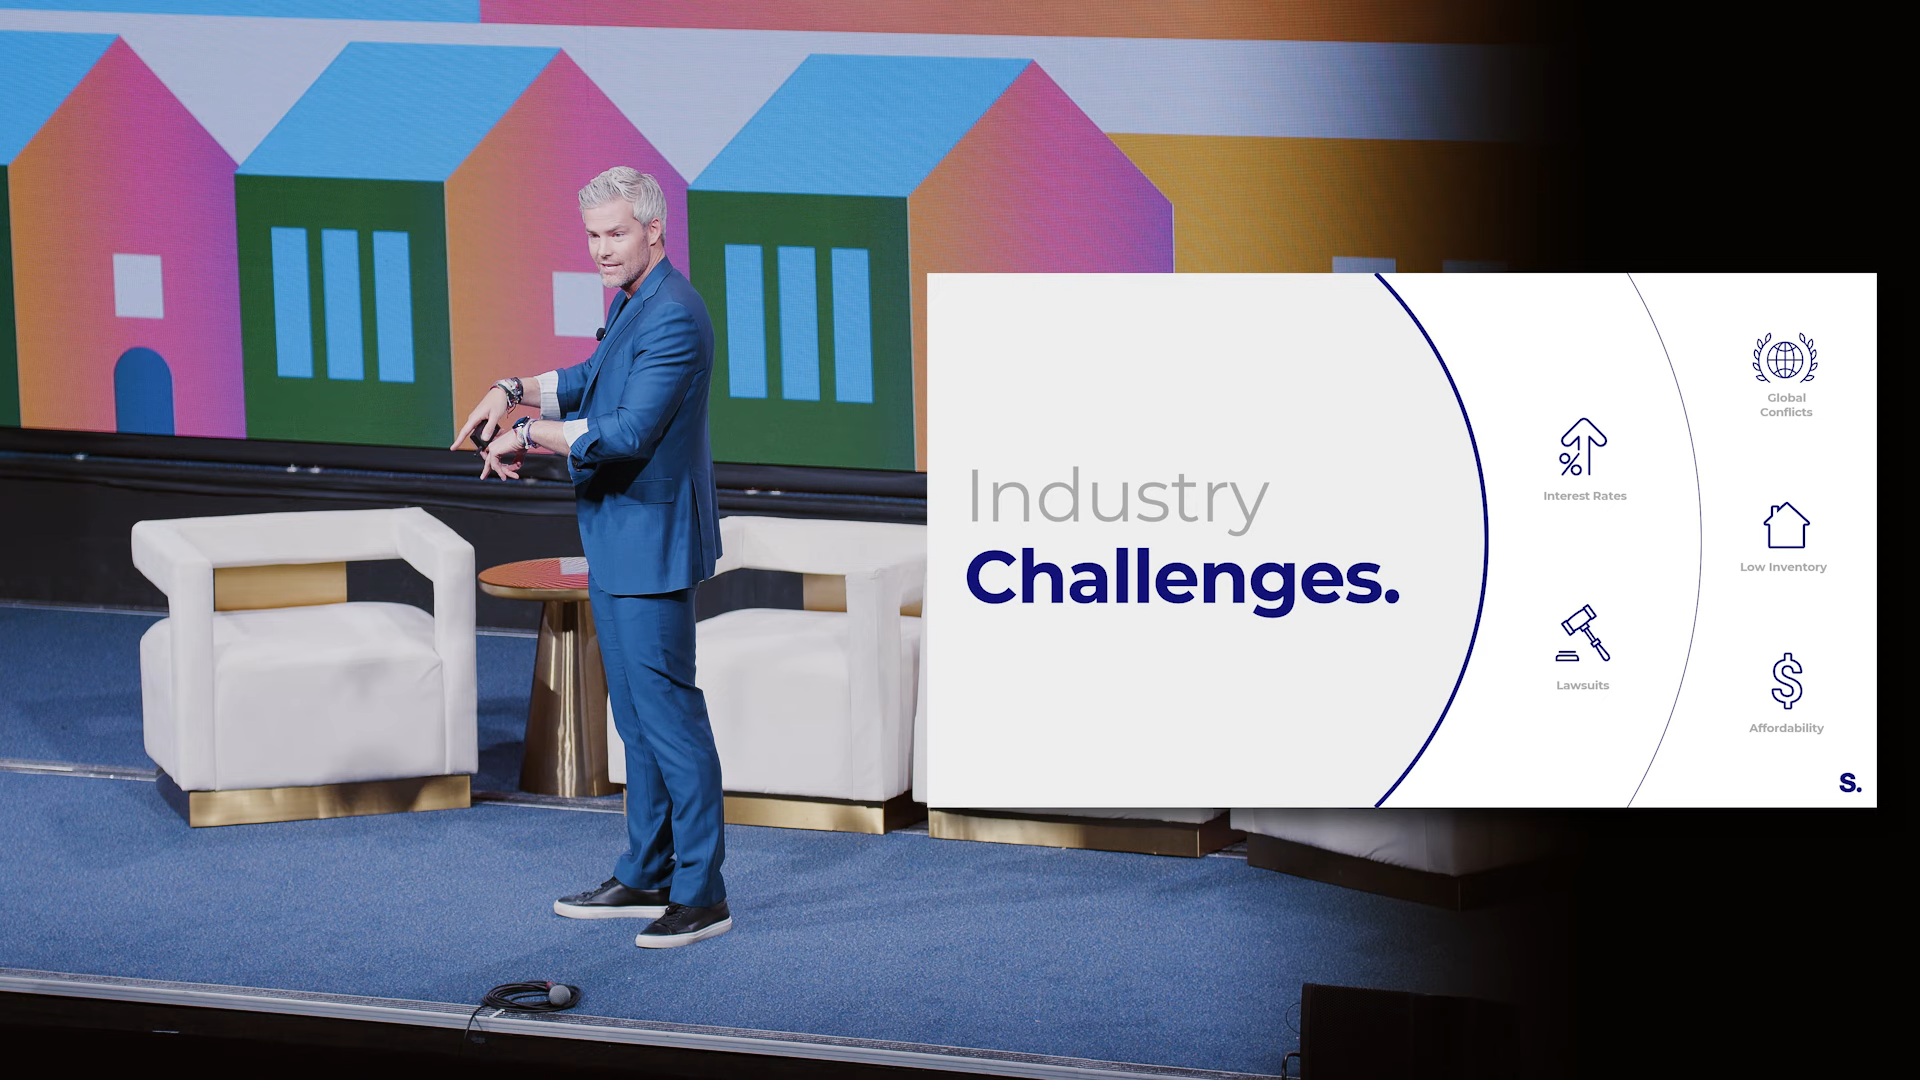 Industry
Challenges.
Interest Rates
Lawsuits
Global
Conflicts
Low Inventory
Affordability
S.